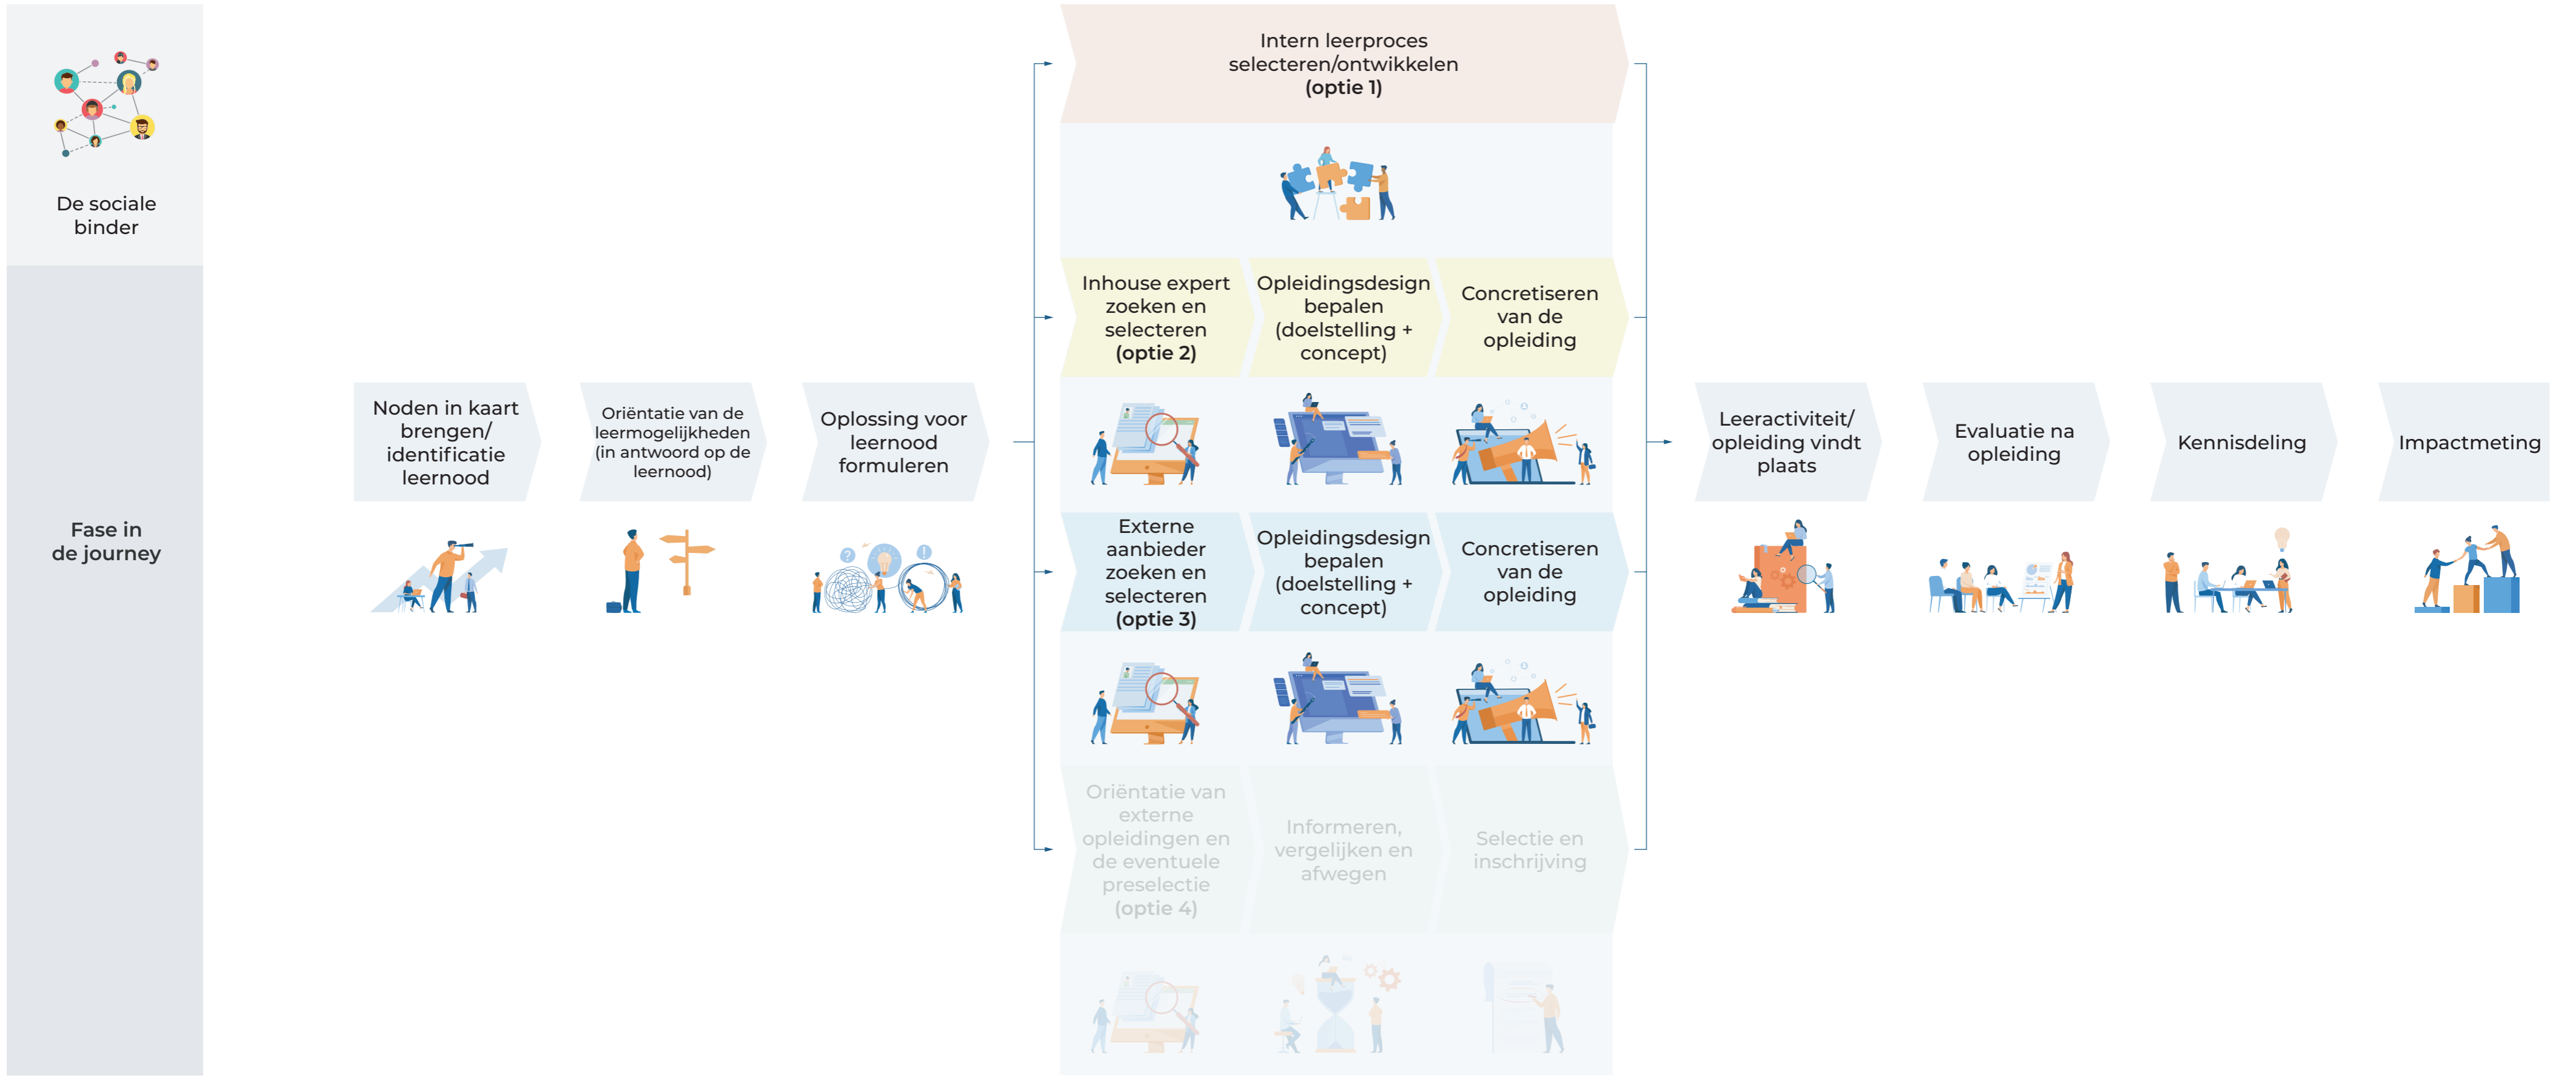 De sociale
binder
Fase in
de journey
Noden in kaart
brengen/
identificatie
leernood
Oriëntatie van de
leermogelijkheden
(in antwoord op de
leernood)
Oplossing voor
leernood
formuleren
Intern leerproces
selecteren/ontwikkelen
(optie 1)
Inhouse expert
zoeken en
selecteren
(optie 2)
Opleidingsdesign
bepalen
(doelstelling +
concept)
Concretiseren
van de
opleiding
Externe
aanbieder
zoeken en
selecteren
(optie 3)
Opleidingsdesign
bepalen
(doelstelling +
concept)
Concretiseren
van de
opleiding
Oriëntatie van
externe
opleidingen en
de eventuele
preselectie
(optie 4)
Informeren,
vergelijken en
afwegen
Selectie en
inschrijving
Leeractiviteit/
opleiding vindt
plaats
Evaluatie na
opleiding
Kennisdeling
Impactmeting